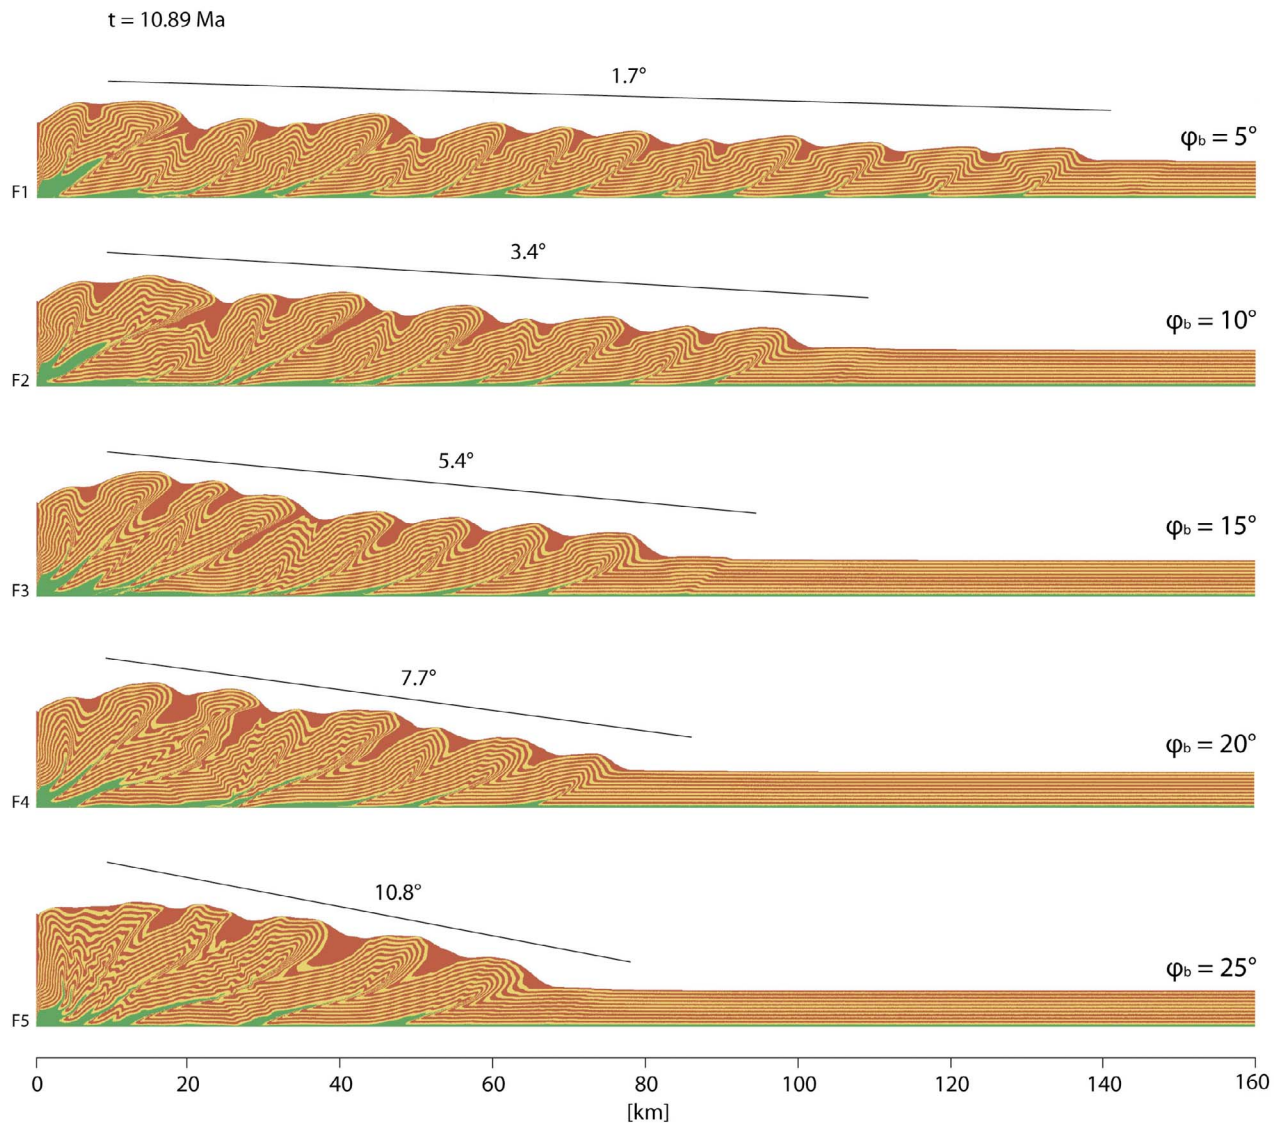 t = 10.89 Ma
1.7°
φb = 5°
F1
3.4°
φb = 10°
F2
5.4°
φb = 15°
F3
7.7°
φb = 20°
F4
10.8°
φb = 25°
F5
0 20 40 60 80 100 120 140 160
[km]